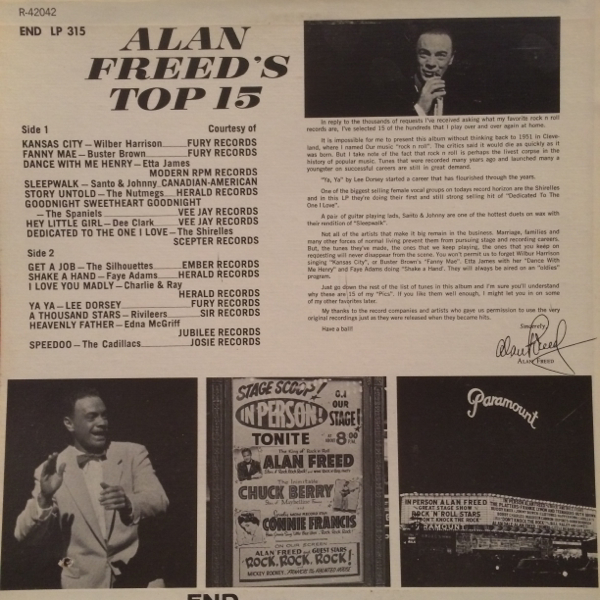 R-42042
END LP 315
ALAN
FREED'S
TOP 15
Side 1 Courtesy of
KANSAS CITY — Wilber Harrison FURY RECORDS
FANNY MAE — Buster Brown FURY RECORDS
DANCE WITH ME HENRY — Etta James
MODERN RPM RECORDS
SLEEPWALK — Santo & Johnny CANADIAN-AMERICAN
STORY UNTOLD — The Nutmegs HERALD RECORDS
GOODNIGHT SWEETHEART GOODNIGHT
— The Spaniels VEE JAY RECORDS
HEY LITTLE GIRL — Dee Clark VEE JAY RECORDS
DEDICATED TO THE ONE I LOVE — The Shirelles
SCEPTER RECORDS
Side 2
GET A JOB — The Silhouettes EMBER RECORDS
SHAKE A HAND — Faye Adams HERALD RECORDS
I LOVE YOU MADLY — Charlie & Ray
HERALD RECORDS
YA YA — LEE DORSEY FURY RECORDS
A THOUSAND STARS — Rivileers SIR RECORDS
HEAVENLY FATHER — Edna McGriff
JUBILEE RECORDS
SPEEDOO — The Cadillacs JOSIE RECORDS
In reply to the thousands of requests I've received asking what my favorite rock n roll
records are, I've selected 15 of the hundreds that I play over and over again at home.
It is impossible for me to present this album without thinking back to 1951 in Cleve-
land, where I named Our music "rock n roll". The critics said it would die as quickly as it
was born. But I take note of the fact that rock n roll is perhaps the livest corpse in the
history of popular music. Tunes that were recorded many years ago and launched many a
youngster on successful careers are still in great demand.
"Ya, Ya" by Lee Dorsey started a career that has flourished through the years.
One of the biggest selling female vocal groups on todays record horizon are the Shirelles
and in this LP they're doing their first and still strong selling hit of "Dedicated To The
One I Love".
A pair of guitar playing lads, Santo & Johnny are one of the hottest duets on wax with
their rendition of "Sleepwalk".
Not all of the artists that make it big remain in the business. Marriage, families and
many other forces of normal living prevent them from pursuing stage and recording careers.
But, the tunes they've made, the ones that we keep playing, the ones that you keep on
requesting will never disappear from the scene. You won't permit us to forget Wilbur Harrison
singing "Kansas City", or Buster Brown's "Fanny Mae", Etta James with her "Dance With
Me Henry" and Faye Adams doing "Shake a Hand". They will always be wired on an "oldies"
program.
Just go down the rest of the list of tunes in this album and I'm sure you'll understand
why these are 15 of my "Pics". If you like them well enough, I might let you in on some
of my other favorites later.
My thanks to the record companies and artists who gave us permission to use the very
original recordings just as they were released when they became hits.
Have a ball!
Sincerely,
Alan Freed
ALAN FREED
STAGE SCOOP!
IN PERSON!
ON
OUR
STAGE!
TONITE 8:00
The King of Rock n Roll
ALAN FREED
CHUCK BERRY
CONNIE FRANCIS
ON OUR SCREEN
ALAN FREED and GUEST STARS
ROCK, ROCK, ROCK!
MICKEY ROONEY
Paramount
IN PERSON ALAN FREED
GREAT STAGE SHOW
ROCK 'N' ROLL STARS
DON'T KNOCK THE ROCK
PARAMOUNT
END